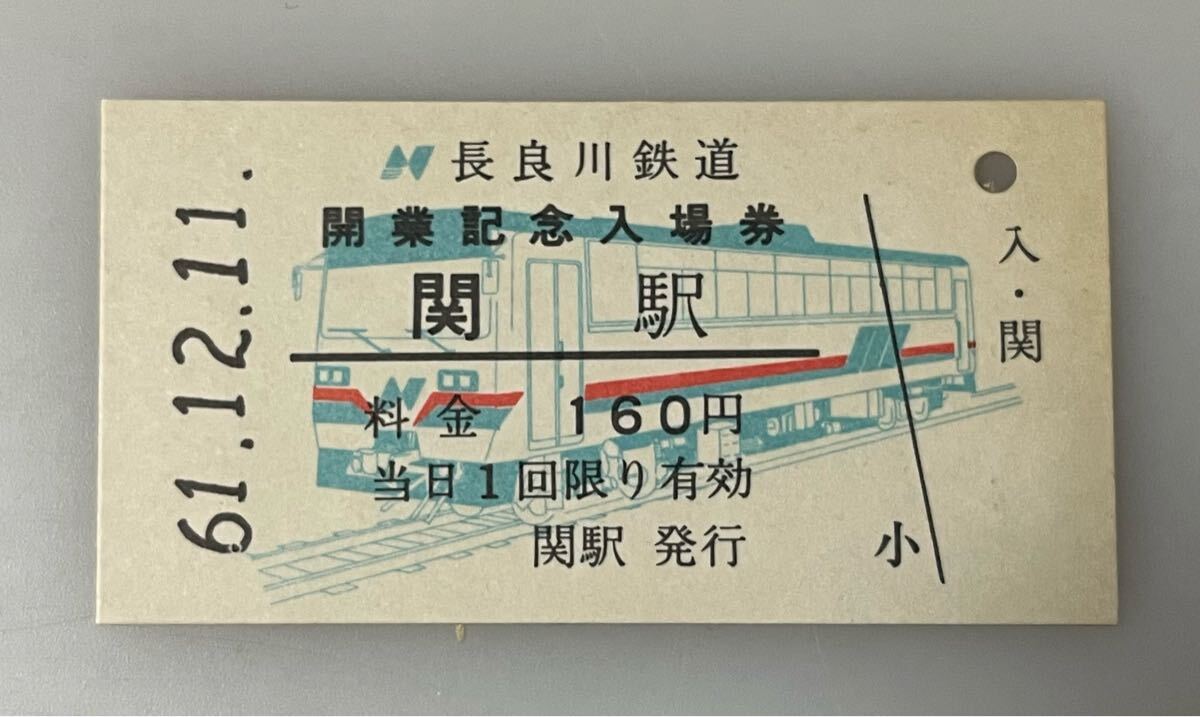 61.12.11.
長良川鉄道
開業記念入場券
関 駅
料金 160円
当日1回限り有効
関駅 発行
小
入・関